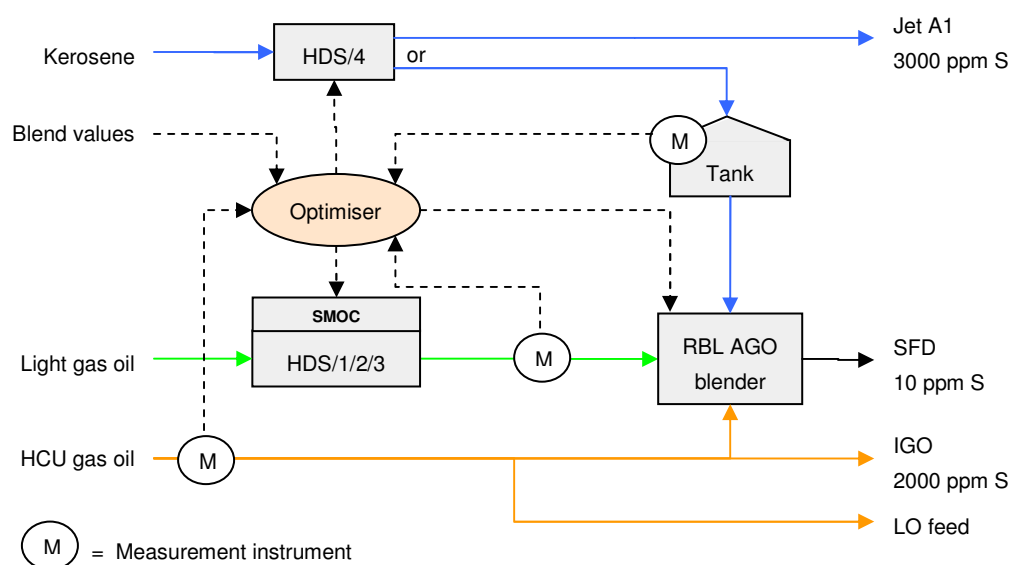 Jet A1
3000 ppm S
Kerosene
HDS/4
or
Blend values
M
Tank
Optimiser
SMOC
HDS/1/2/3
Light gas oil
M
RBL AGO
blender
SFD
10 ppm S
HCU gas oil
M
IGO
2000 ppm S
LO feed
M = Measurement instrument